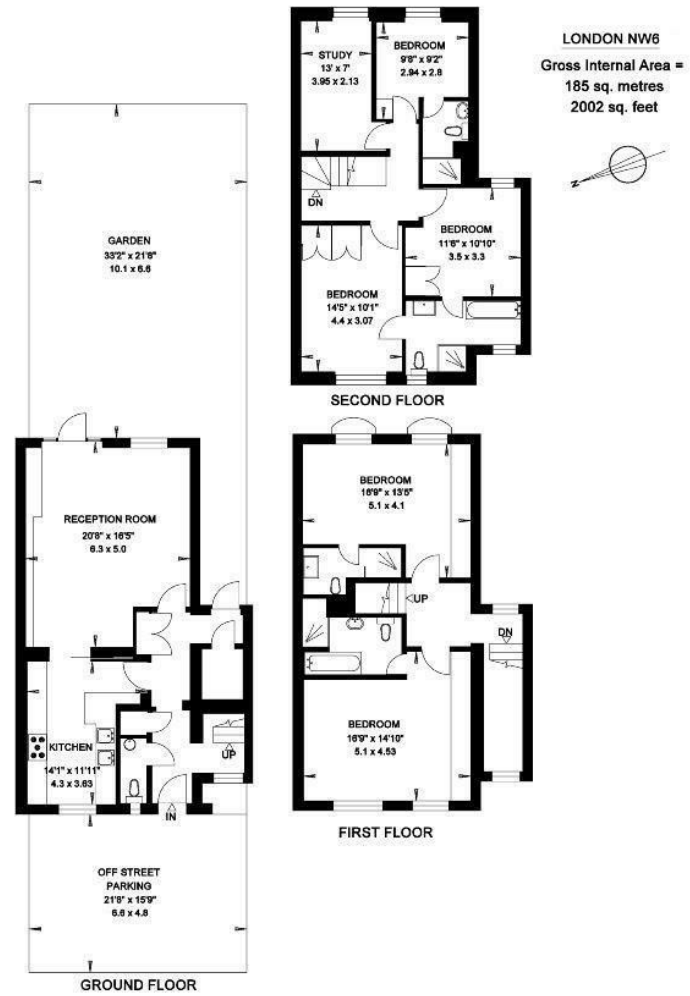 LONDON NW6
Gross Internal Area =
185 sq. metres
2002 sq. feet
N
STUDY
13' x 7'
3.95 x 2.13
BEDROOM
9'8" x 9'2"
2.94 x 2.8
DN
BEDROOM
11'6" x 10'10"
3.5 x 3.3
BEDROOM
14'5" x 10'1"
4.4 x 3.07
SECOND FLOOR
GARDEN
33'2" x 21'8"
10.1 x 6.6
RECEPTION ROOM
20'8" x 16'5"
6.3 x 5.0
KITCHEN
14'1" x 11'11"
4.3 x 3.63
UP
IN
OFF STREET
PARKING
21'8" x 15'9"
6.6 x 4.8
GROUND FLOOR
BEDROOM
16'9" x 13'5"
5.1 x 4.1
UP
DN
BEDROOM
16'9" x 14'10"
5.1 x 4.53
FIRST FLOOR